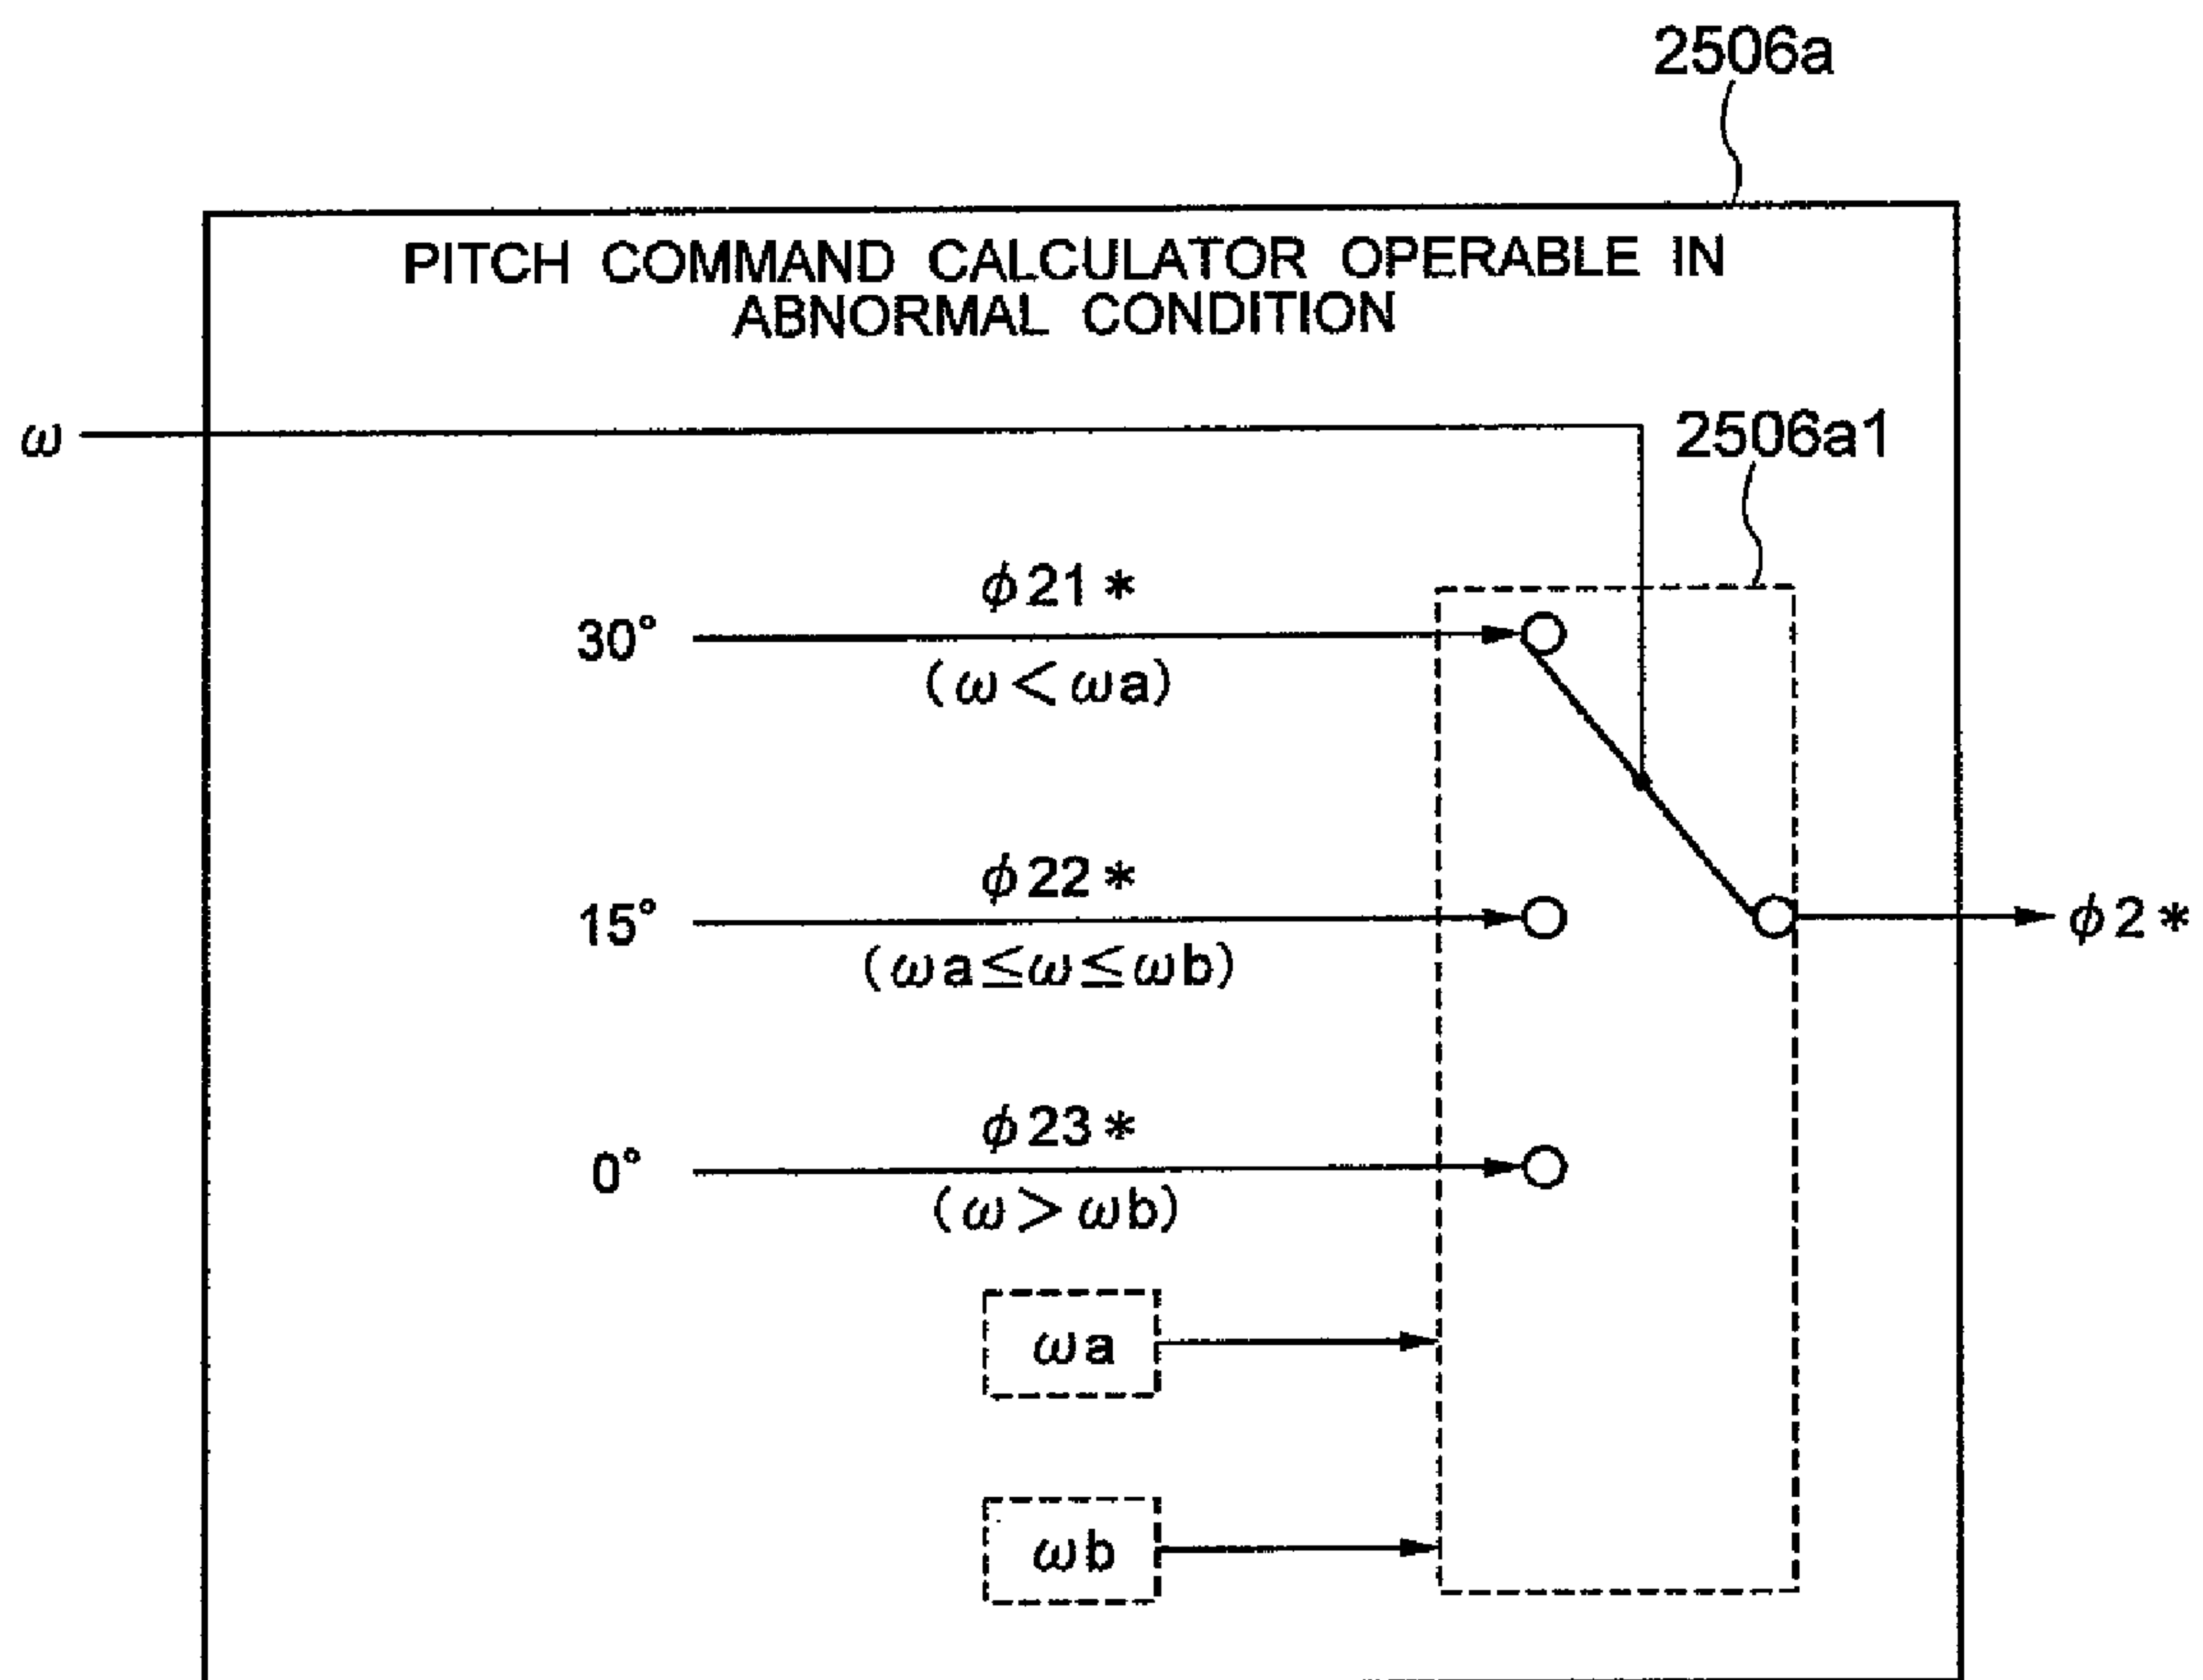 2506a
PITCH COMMAND CALCULATOR OPERABLE IN
ABNORMAL CONDITION
ω
2506a1
30°
ϕ21*
(ω<ωa)
15°
ϕ22*
(ωa≤ω≤ωb)
ϕ2*
0°
ϕ23*
(ω>ωb)
ωa
ωb